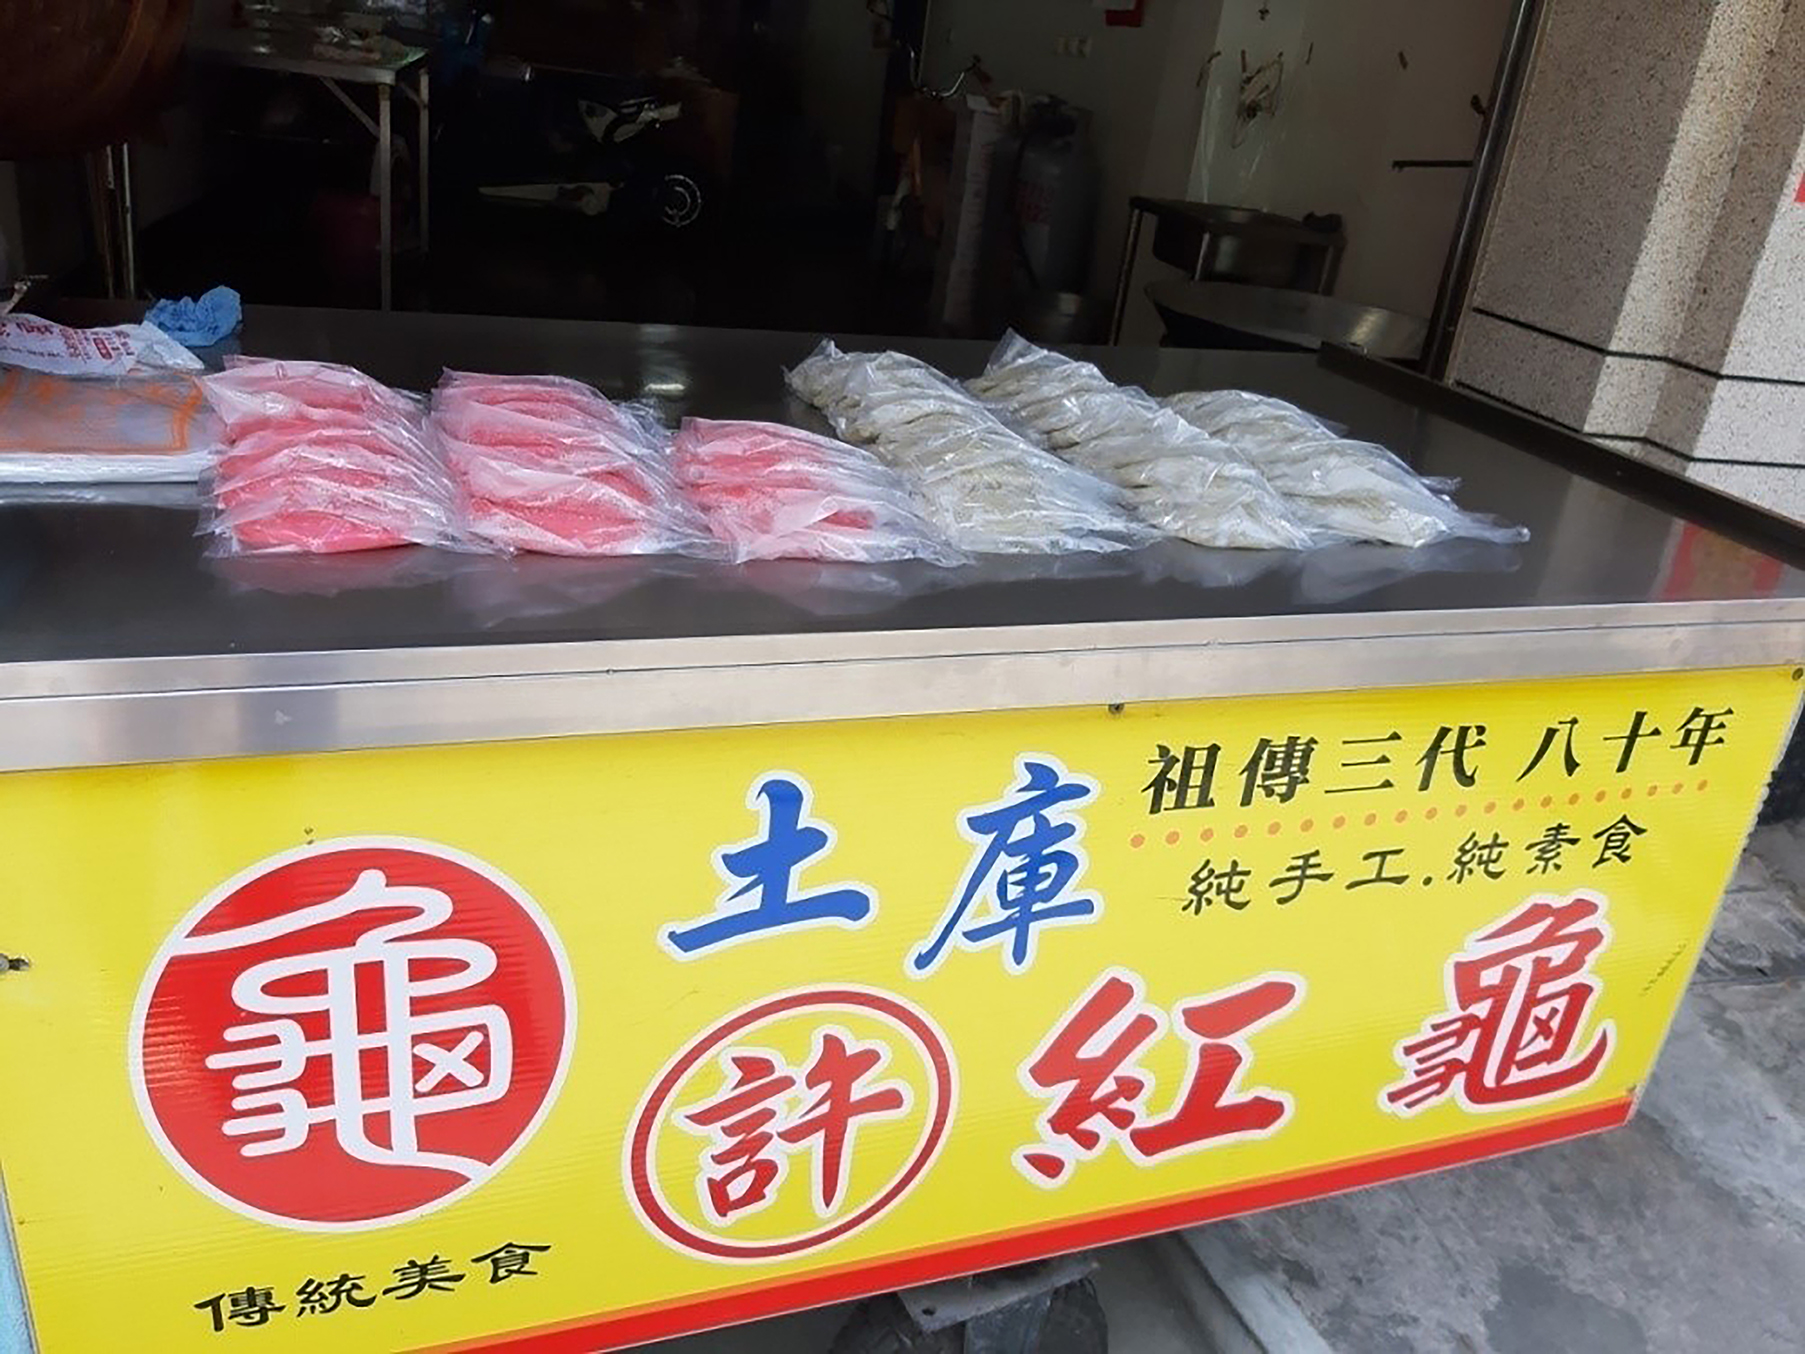 祖傳三代 八十年
土庫
純手工.純素食
龜
許 紅龜
傳統美食